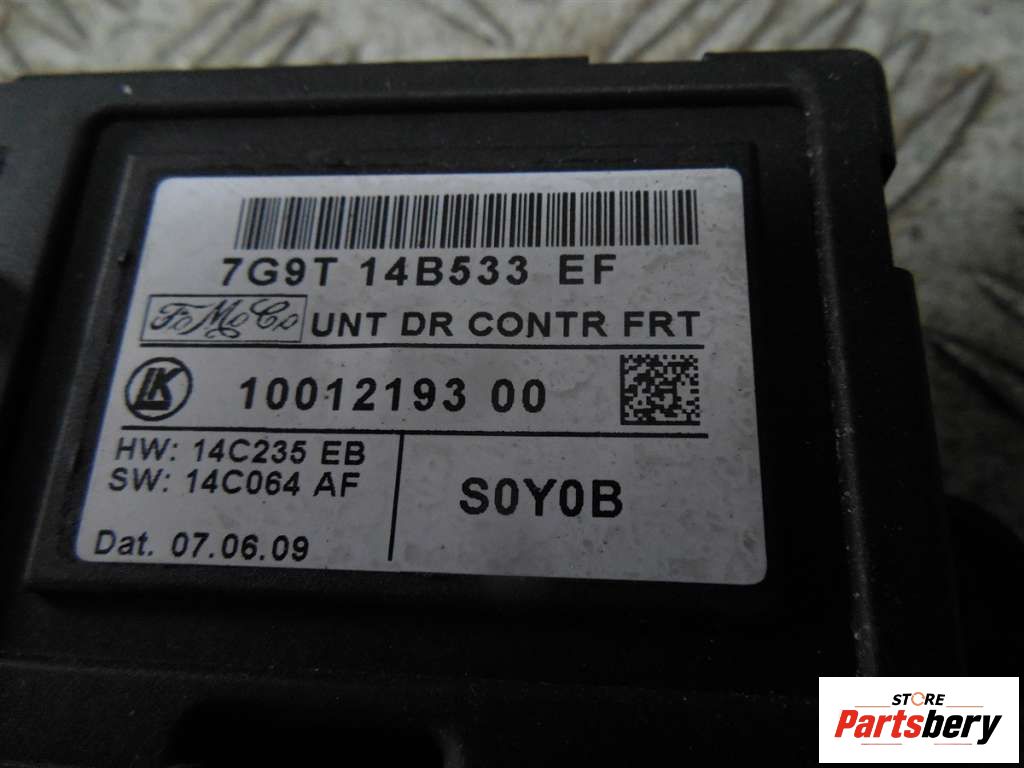 7G9T 14B533 EF
FoMoCo UNT DR CONTR FRT
LK 10012193 00
HW: 14C235 EB
SW: 14C064 AF
S0Y0B
Dat. 07.06.09
STORE
Partsbery